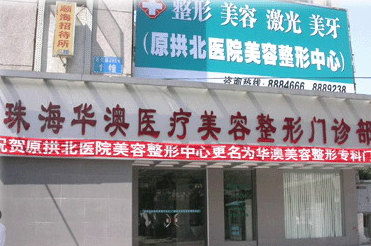 顺海招待所
整形 美容 激光 美牙
(原拱北医院美容整形中心)
咨询热线: 8884666 8889238
珠海华澳医疗美容整形门诊部
祝贺原拱北医院美容整形中心更名为华澳美容整形专科门